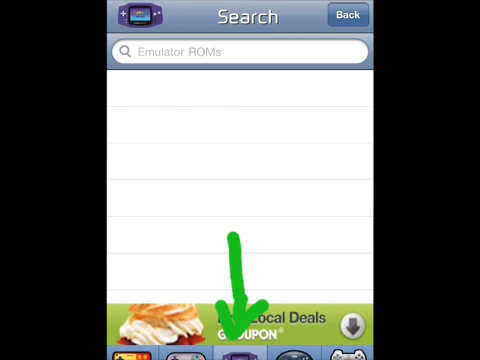 Search
Back
Emulator ROMs
Local Deals
GROUPON®